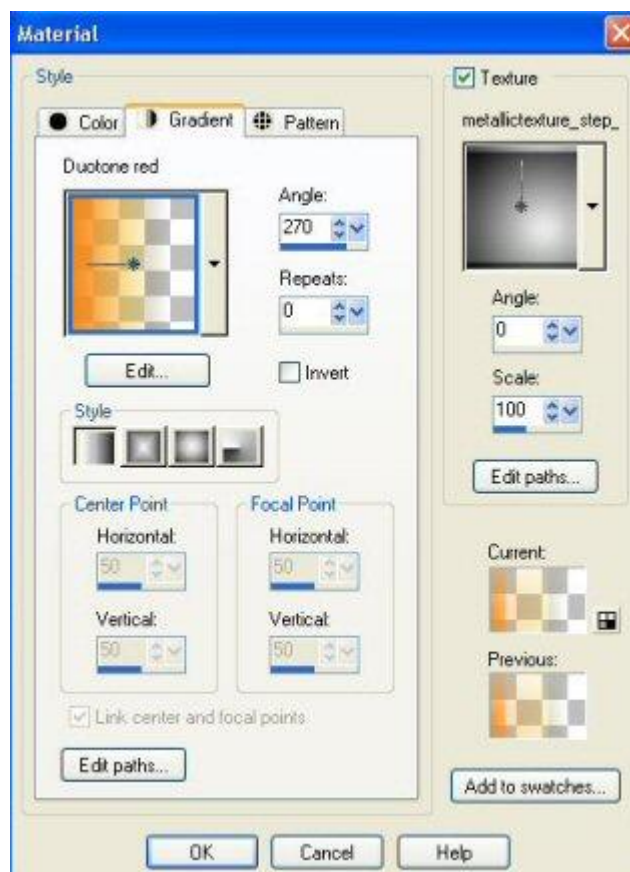 Material
Style
Color
Gradient
Pattern
Duotone red
Angle:
270
Repeats:
0
Edit...
Invert
Style
Center Point
Horizontal:
50
Vertical:
50
Focal Point
Horizontal:
50
Vertical:
50
Link center and focal points
Edit paths...
Texture
metallictexture_step_
Angle:
0
Scale:
100
Edit paths...
Current:
Previous:
Add to swatches...
OK
Cancel
Help